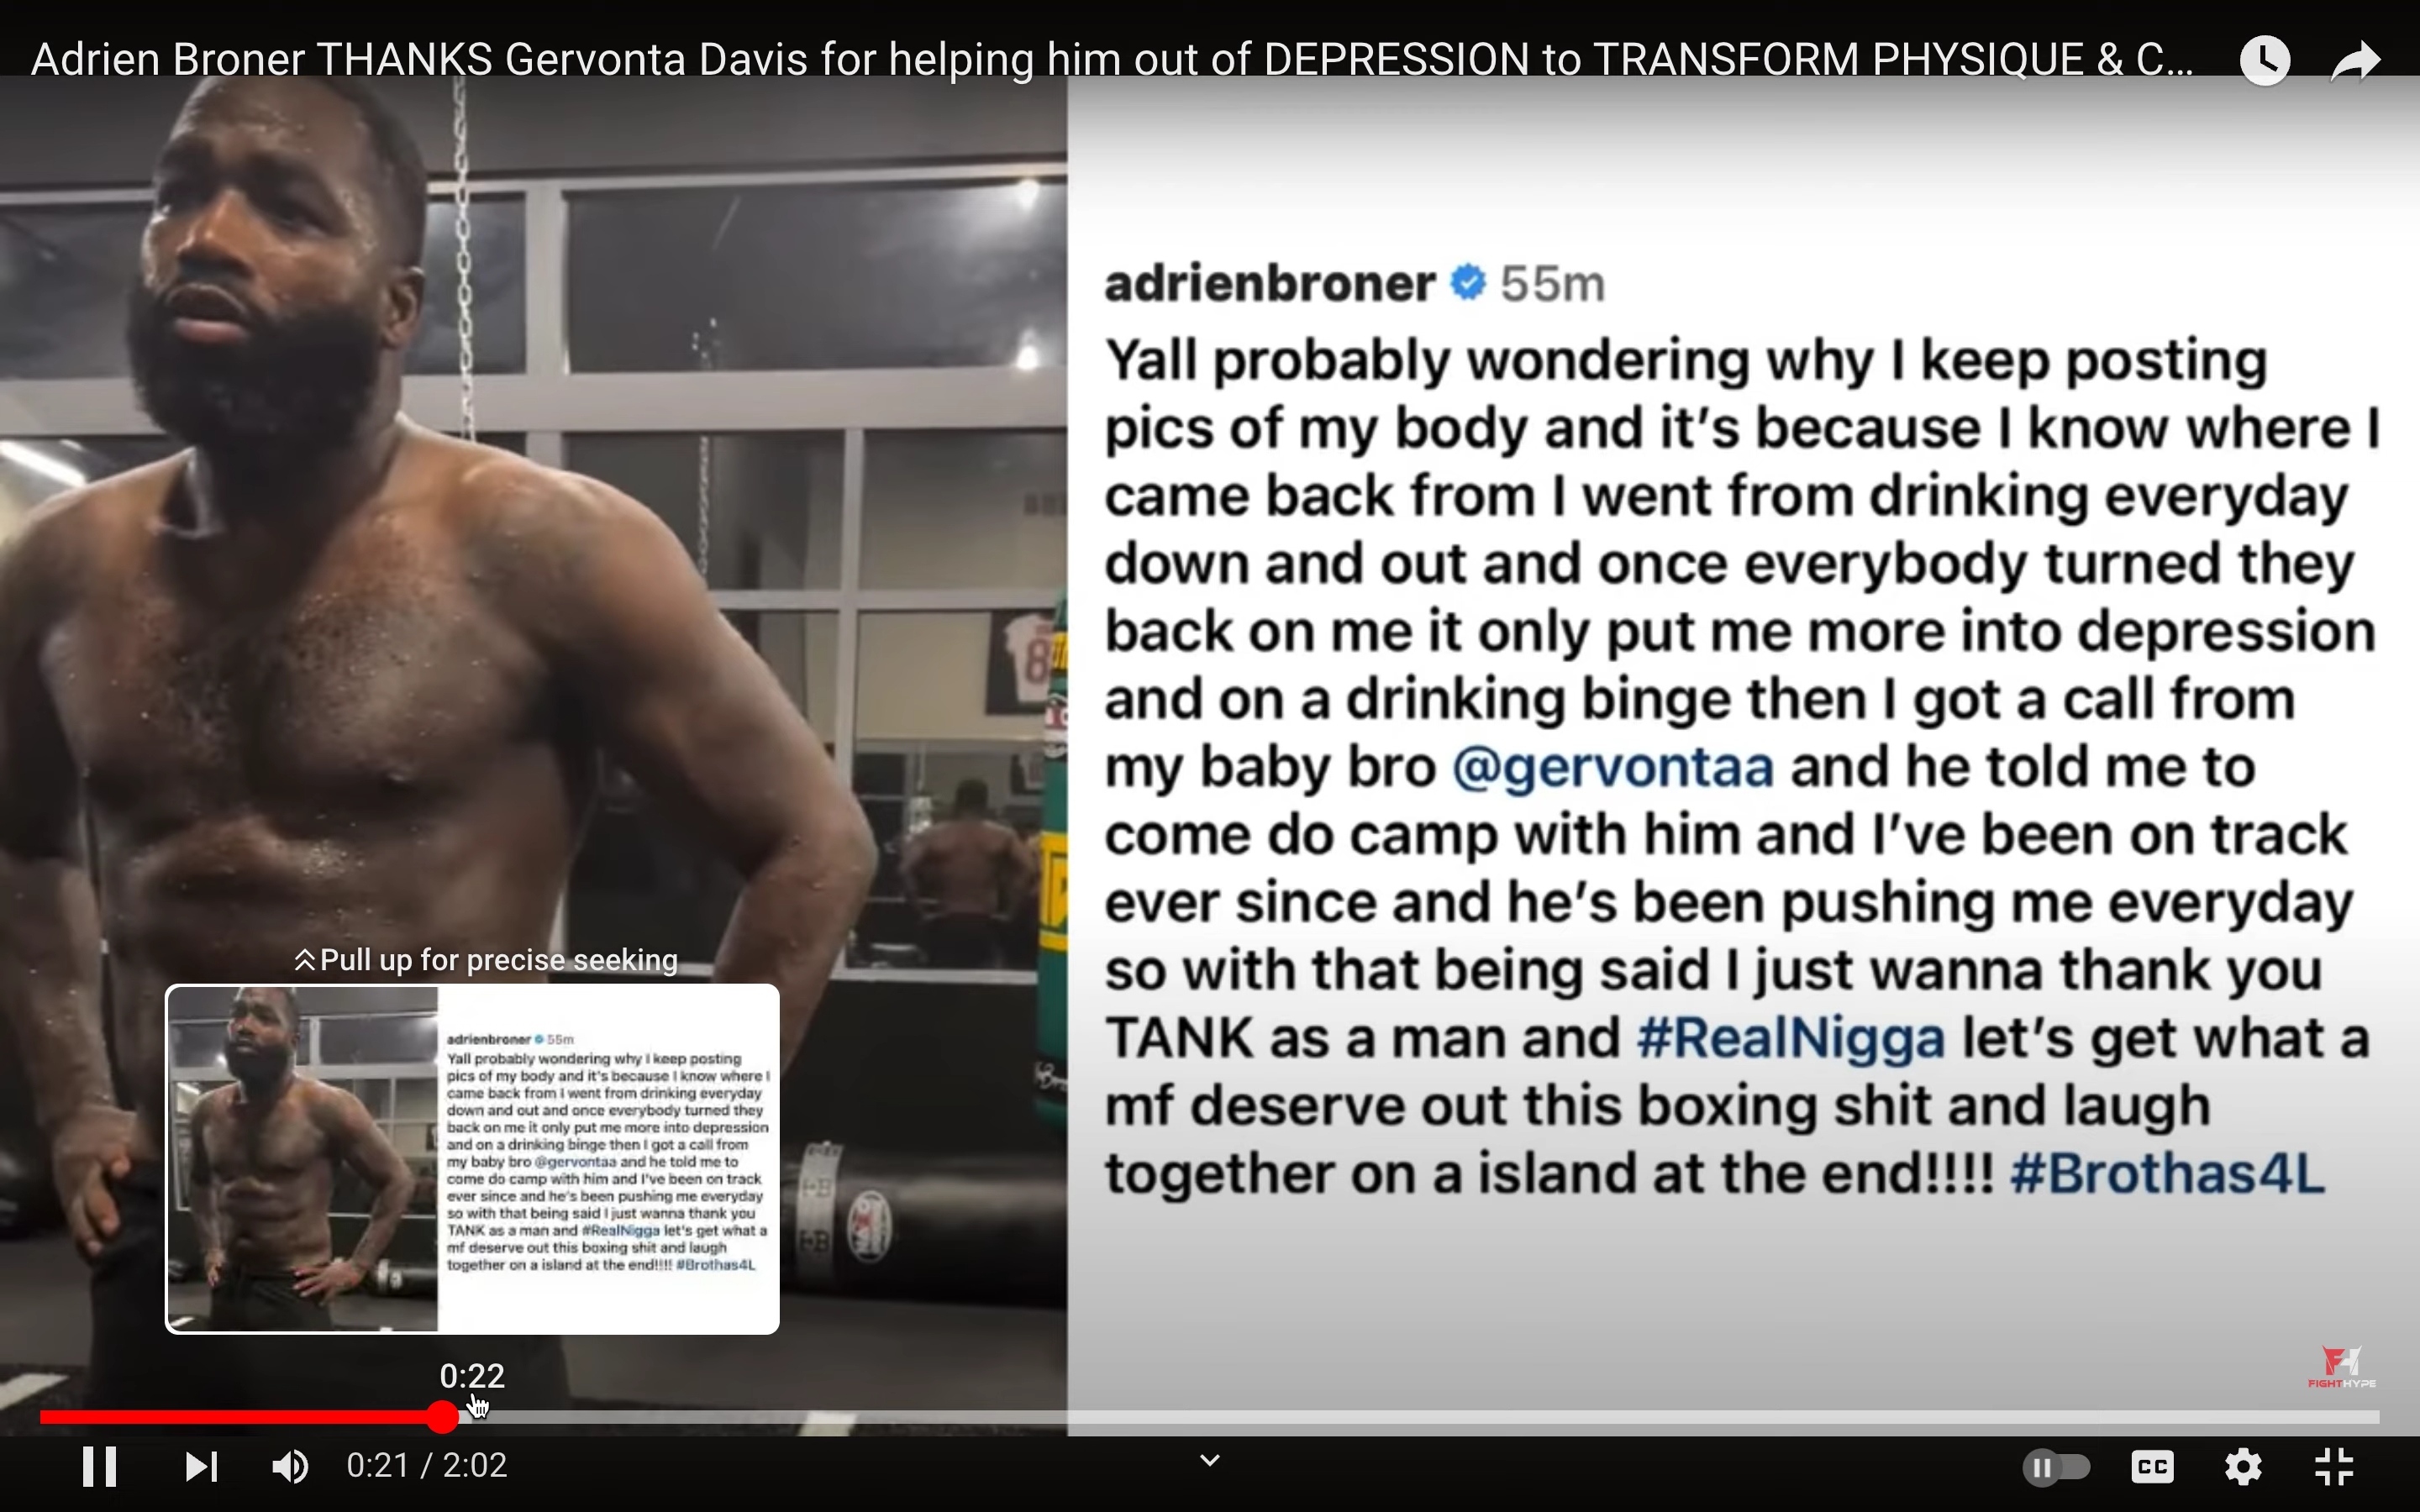 Adrien Broner THANKS Gervonta Davis for helping him out of DEPRESSION to TRANSFORM PHYSIQUE & C...
adrienbroner 55m
Yall probably wondering why I keep posting
pics of my body and it's because I know where I
came back from I went from drinking everyday
down and out and once everybody turned they
back on me it only put me more into depression
and on a drinking binge then I got a call from
my baby bro @gervontaa and he told me to
come do camp with him and I've been on track
ever since and he's been pushing me everyday
so with that being said I just wanna thank you
TANK as a man and #RealNigga let's get what a
mf deserve out this boxing shit and laugh
together on a island at the end!!!! #Brothas4L
8
Pull up for precise seeking
adrienbroner 55m
Yall probably wondering why I keep posting
pics of my body and it's because I know where I
came back from I went from drinking everyday
down and out and once everybody turned they
back on me it only put me more into depression
and on a drinking binge then I got a call from
my baby bro @gervontaa and he told me to
come do camp with him and I've been on track
ever since and he's been pushing me everyday
so with that being said I just wanna thank you
TANK as a man and #RealNigga let's get what a
mf deserve out this boxing shit and laugh
together on a island at the end!!!! #Brothas4L
0:22
FIGHTHYPE
0:21 / 2:02
CC